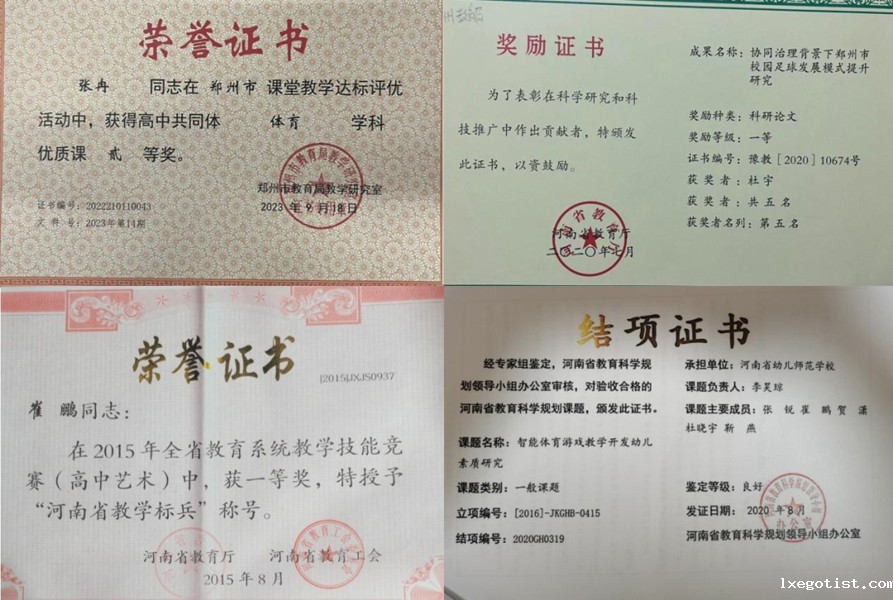 荣誉证书
张冉 同志在 郑州市 课堂教学达标评优
活动中，获得高中共同体 体育 学科
优质课 贰 等奖。
郑州市教育局教学研究室
2023年9月18日
证书编号：2022210110043
文 件 号：2023年第14期
奖励证书
为了表彰在科学研究和科
技推广中作出贡献者，特颁发
此证书，以资鼓励。
河南省教育厅
二〇二〇年七月
成果名称：协同治理背景下郑州市
校园足球发展模式提升
研究
奖励种类：科研论文
奖励等级：一等
证书编号：豫教［2020］10674号
获 奖 者：杜宇
获 奖 者：共五名
获奖者名列：第五名
荣誉证书
[2015]JXJS0937
崔 鹏同志：
在2015年全省教育系统教学技能竞
赛（高中艺术）中，获一等奖，特授予
“河南省教学标兵”称号。
河南省教育厅 河南省教育工会
2015年8月
结项证书
经专家组鉴定，河南省教育科学规
划领导小组办公室审核，对验收合格的
河南省教育科学规划课题，颁发此证书。
课题名称：智能体育游戏教学开发幼儿
素质研究
课题类别：一般课题
立项编号：[2016]-JKGHB-0415
结项编号：2020GH0319
承担单位：河南省幼儿师范学校
课题负责人：李昊琼
课题主要成员：张 锐 崔 鹏 贺 潇
杜晓宇 靳 燕
鉴定等级：良好
发证日期： 2020 年 8 月
河南省教育科学规划领导小组办公室
lxegotist.com